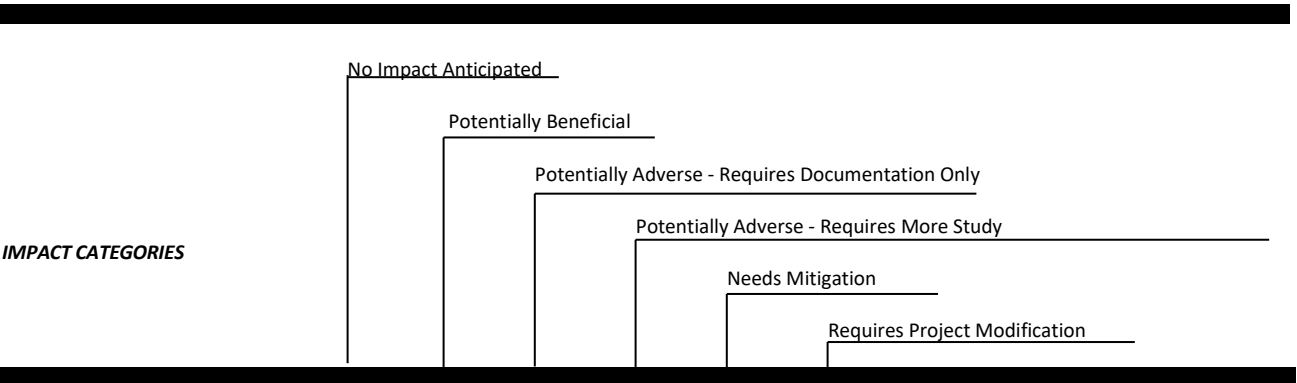 No Impact Anticipated
Potentially Beneficial
Potentially Adverse - Requires Documentation Only
Potentially Adverse - Requires More Study
IMPACT CATEGORIES
Needs Mitigation
Requires Project Modification